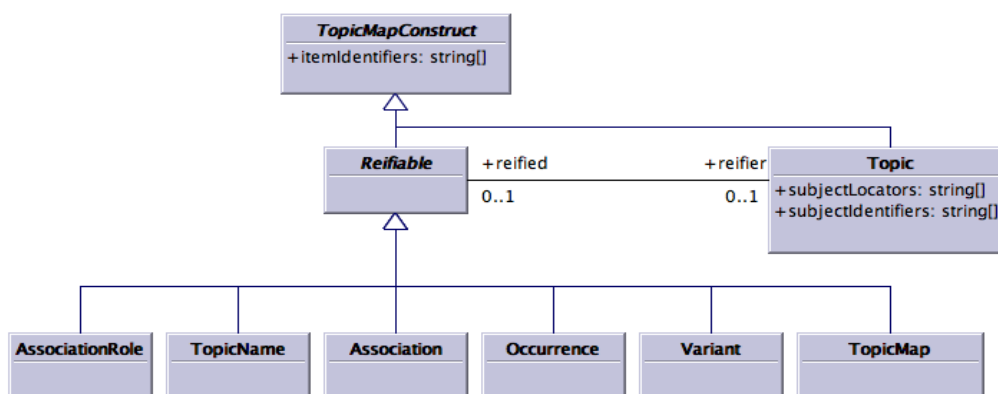 TopicMapConstruct
+itemIdentifiers: string[]
Reifiable
+reified
+reifier
0..1
0..1
Topic
+subjectLocators: string[]
+subjectIdentifiers: string[]
AssociationRole
TopicName
Association
Occurrence
Variant
TopicMap